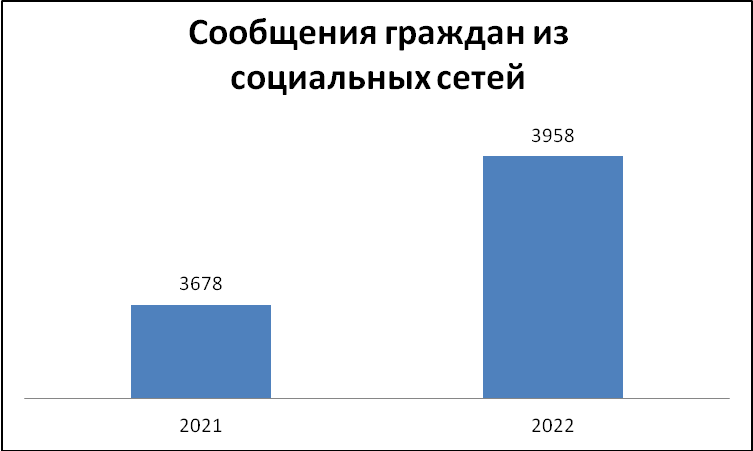 Сообщения граждан из
социальных сетей
3958
3678
2021
2022